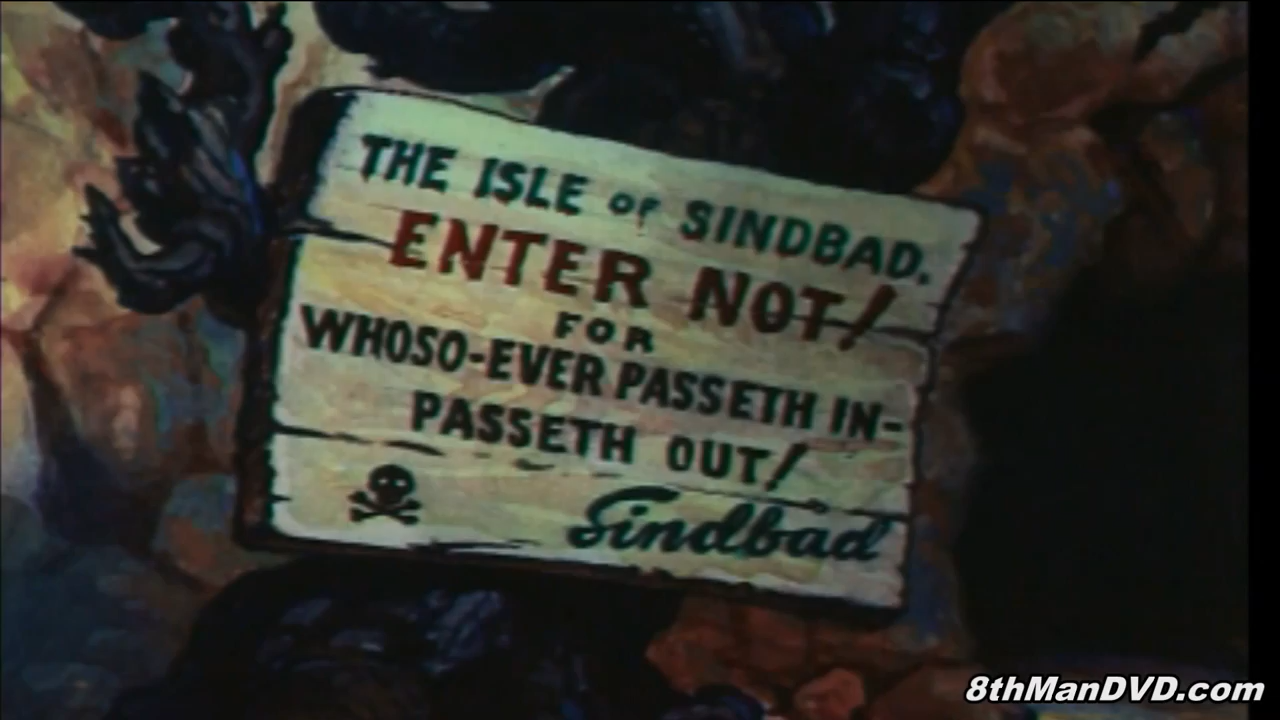 THE ISLE OF SINDBAD.
ENTER NOT!
FOR
WHOSO-EVER PASSETH IN-
PASSETH OUT!
Sindbad
8thManDVD.com